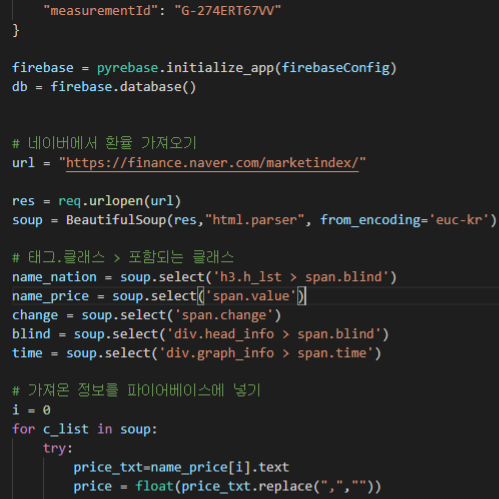 "measurementId": "G-274ERT67VV"
}
firebase = pyrebase.initialize_app(firebaseConfig)
db = firebase.database()
# 네이버에서 환율 가져오기
url = "https://finance.naver.com/marketindex/"
res = req.urlopen(url)
soup = BeautifulSoup(res,"html.parser", from_encoding='euc-kr')
# 태그.클래스 > 포함되는 클래스
name_nation = soup.select('h3.h_lst > span.blind')
name_price = soup.select('span.value')
change = soup.select('span.change')
blind = soup.select('div.head_info > span.blind')
time = soup.select('div.graph_info > span.time')
# 가져온 정보를 파이어베이스에 넣기
i = 0
for c_list in soup:
try:
price_txt=name_price[i].text
price = float(price_txt.replace(",",""))